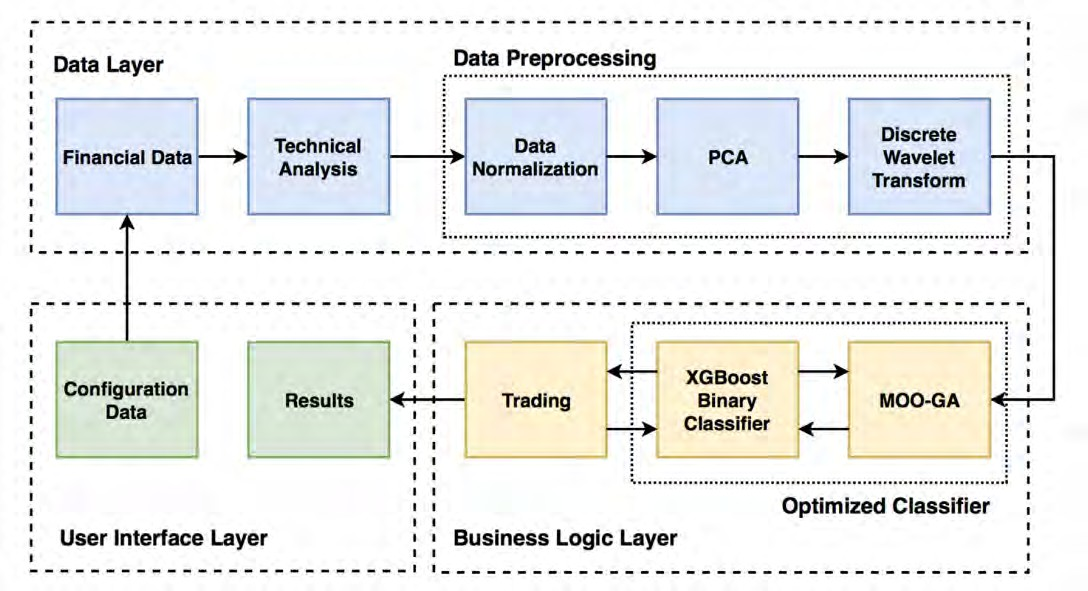 Data Layer
Data Preprocessing
Financial Data
Technical
Analysis
Data
Normalization
PCA
Discrete
Wavelet
Transform
Configuration
Data
Results
Trading
XGBoost
Binary
Classifier
MOO-GA
Optimized Classifier
User Interface Layer
Business Logic Layer